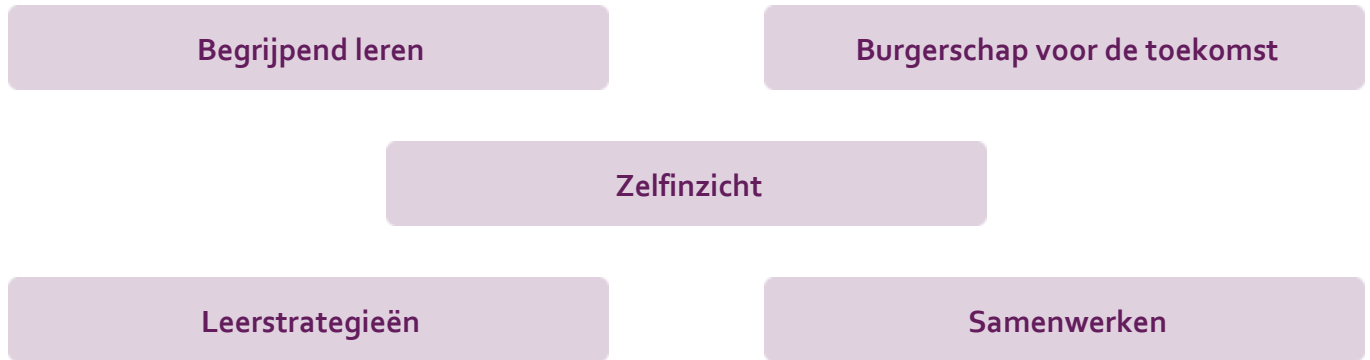 Begrijpend leren
Burgerschap voor de toekomst
Zelfinzicht
Leerstrategieën
Samenwerken